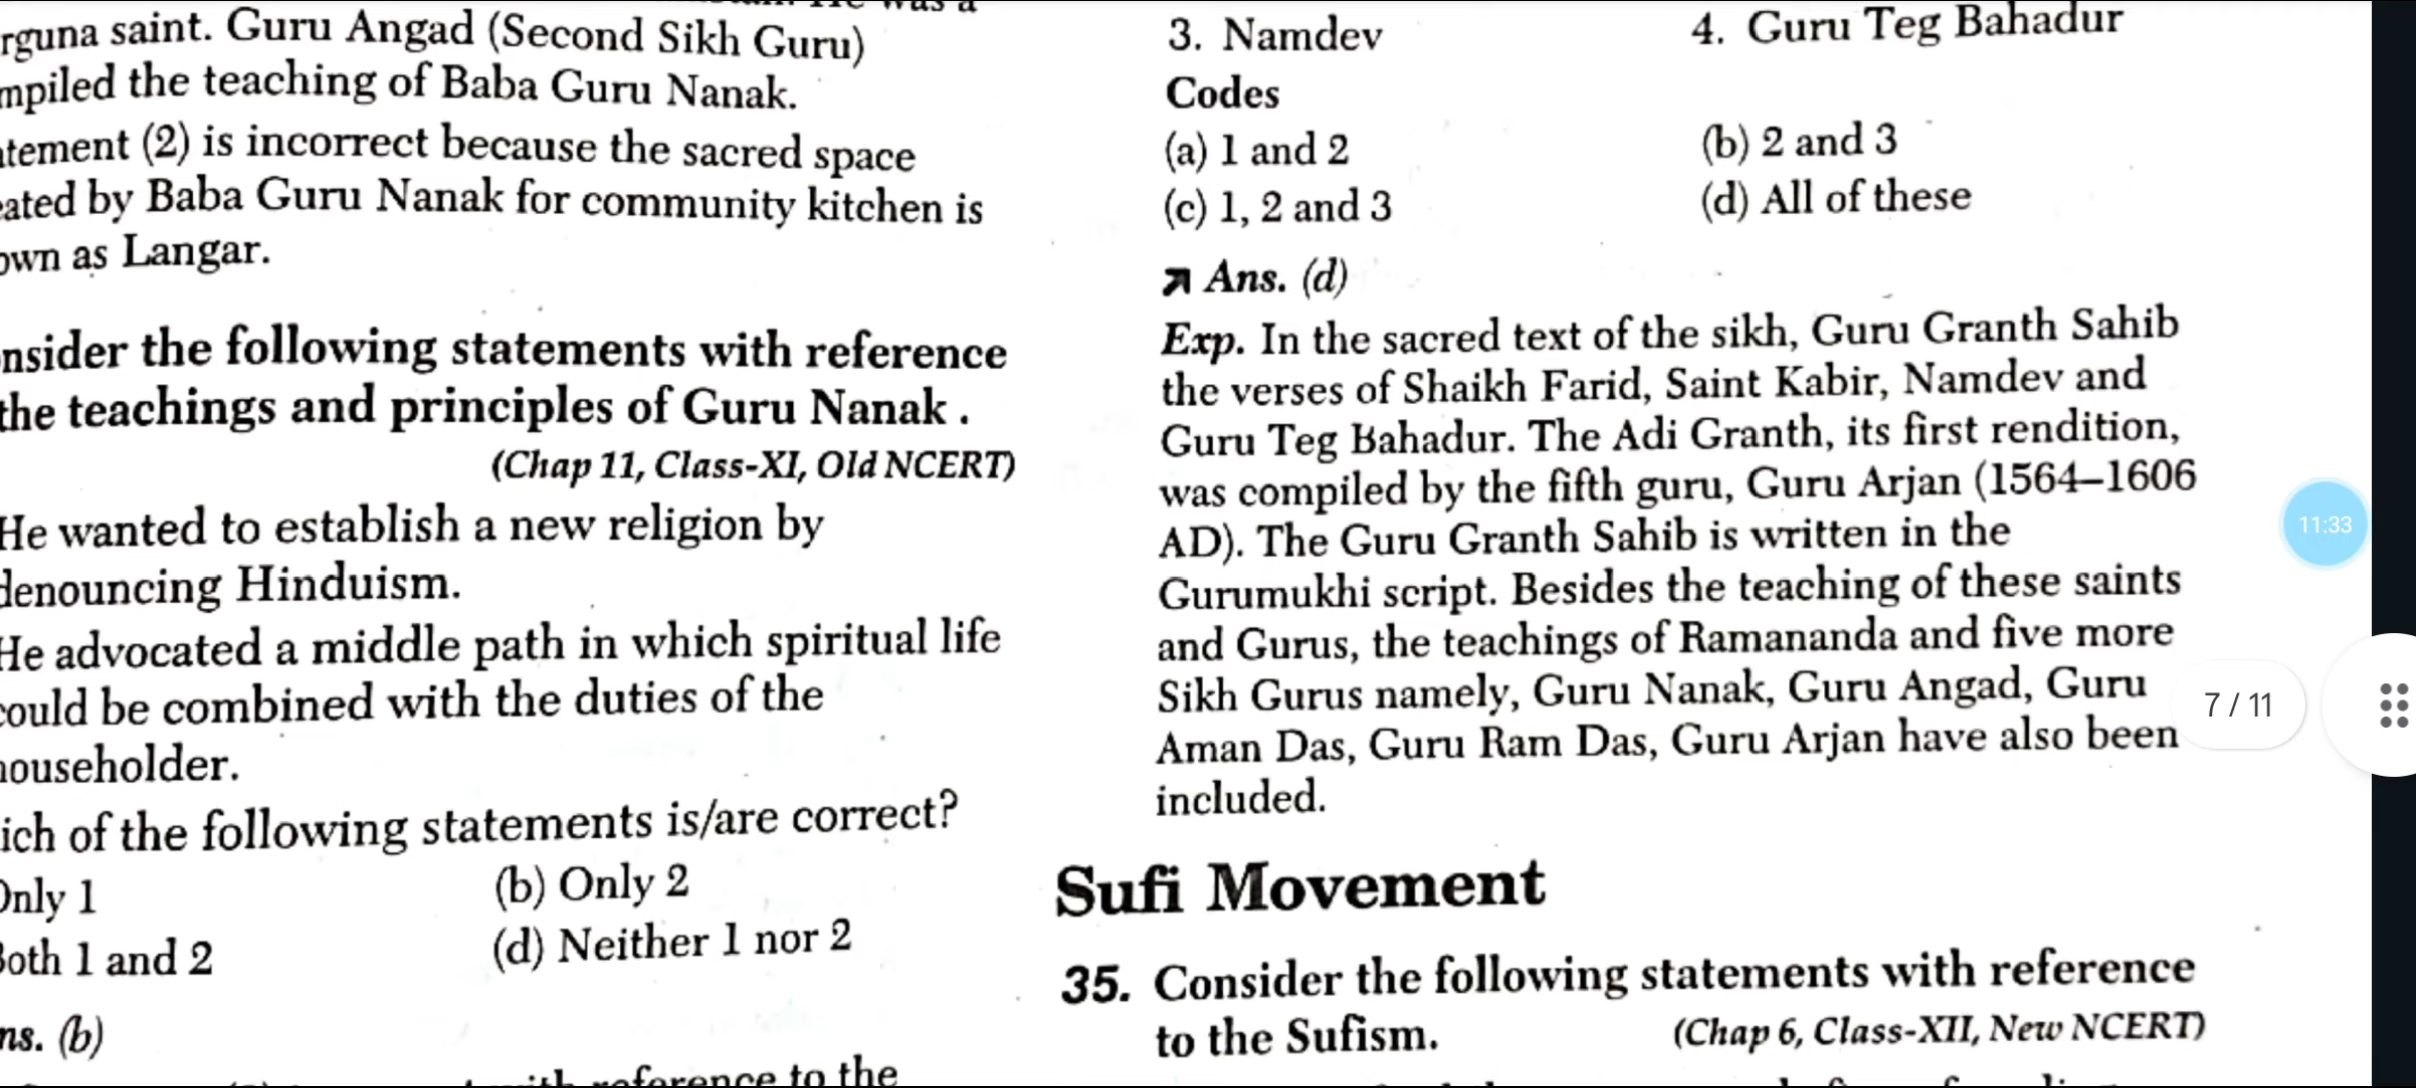 rguna saint. Guru Angad (Second Sikh Guru)
mpiled the teaching of Baba Guru Nanak.
tement (2) is incorrect because the sacred space
ated by Baba Guru Nanak for community kitchen is
own as Langar.
nsider the following statements with reference
the teachings and principles of Guru Nanak .
(Chap 11, Class-XI, Old NCERT)
He wanted to establish a new religion by
denouncing Hinduism.
He advocated a middle path in which spiritual life
could be combined with the duties of the
householder.
ich of the following statements is/are correct?
Only 1
(b) Only 2
Both 1 and 2
(d) Neither 1 nor 2
ns. (b)
reference to the
3. Namdev
4. Guru Teg Bahadur
Codes
(a) 1 and 2
(b) 2 and 3
(c) 1, 2 and 3
(d) All of these
Ans. (d)
Exp. In the sacred text of the sikh, Guru Granth Sahib
the verses of Shaikh Farid, Saint Kabir, Namdev and
Guru Teg Bahadur. The Adi Granth, its first rendition,
was compiled by the fifth guru, Guru Arjan (1564–1606
AD). The Guru Granth Sahib is written in the
Gurumukhi script. Besides the teaching of these saints
and Gurus, the teachings of Ramananda and five more
Sikh Gurus namely, Guru Nanak, Guru Angad, Guru
Aman Das, Guru Ram Das, Guru Arjan have also been
included.
Sufi Movement
35. Consider the following statements with reference
to the Sufism.
(Chap 6, Class-XII, New NCERT)
11:33
7 / 11